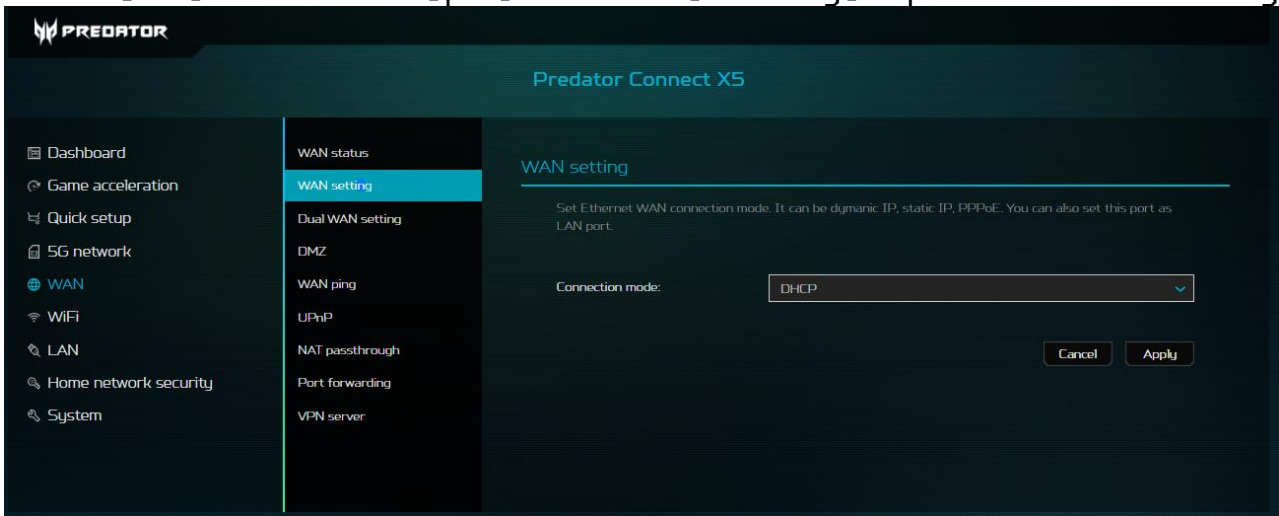 PREDATOR
Predator Connect X5
Dashboard
Game acceleration
Quick setup
5G network
WAN
WiFi
LAN
Home network security
System
WAN status
WAN setting
Dual WAN setting
DMZ
WAN ping
UPnP
NAT passthrough
Port forwarding
VPN server
WAN setting
Set Ethernet WAN connection mode. It can be dymanic IP, static IP, PPPoE. You can also set this port as
LAN port.
Connection mode:
DHCP
Cancel
Apply